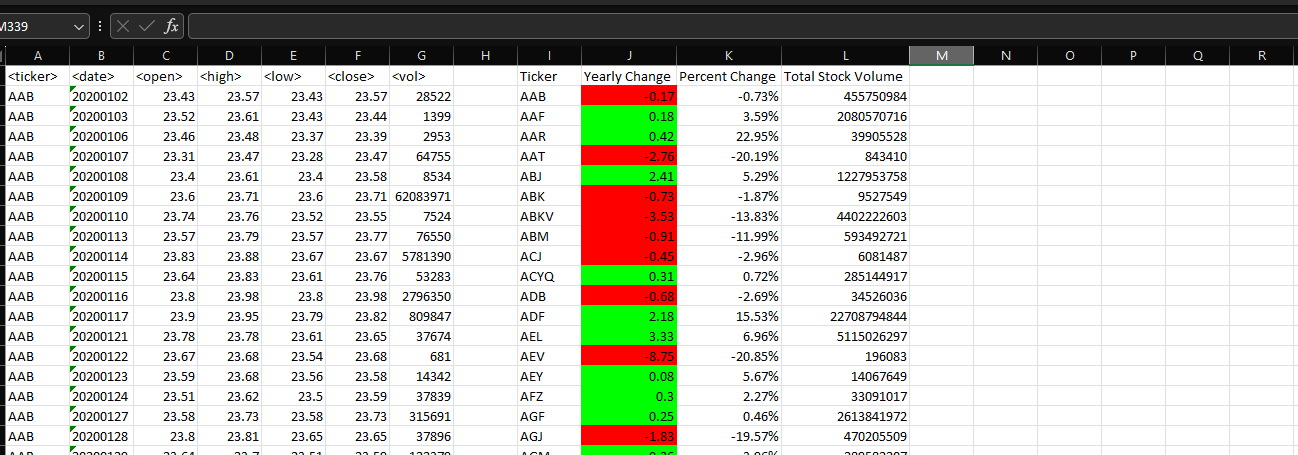 M339 fx
A B C D E F G H I J K L M N O P Q R
<ticker> <date> <open> <high> <low> <close> <vol> Ticker Yearly Change Percent Change Total Stock Volume
AAB 20200102 23.43 23.57 23.43 23.57 28522 AAB -0.17 -0.73% 455750984
AAB 20200103 23.52 23.61 23.43 23.44 1399 AAF 0.18 3.59% 2080570716
AAB 20200106 23.46 23.48 23.37 23.39 2953 AAR 0.42 22.95% 39905528
AAB 20200107 23.31 23.47 23.28 23.47 64755 AAT -2.76 -20.19% 843410
AAB 20200108 23.4 23.61 23.4 23.58 8534 ABJ 2.41 5.29% 1227953758
AAB 20200109 23.6 23.71 23.6 23.71 62083971 ABK -0.73 -1.87% 9527549
AAB 20200110 23.74 23.76 23.52 23.55 7524 ABKV -3.53 -13.83% 4402222603
AAB 20200113 23.57 23.79 23.57 23.77 76550 ABM -0.91 -11.99% 593492721
AAB 20200114 23.83 23.88 23.67 23.67 5781390 ACJ -0.45 -2.96% 6081487
AAB 20200115 23.64 23.83 23.61 23.76 53283 ACYQ 0.31 0.72% 285144917
AAB 20200116 23.8 23.98 23.8 23.98 2796350 ADB -0.68 -2.69% 34526036
AAB 20200117 23.9 23.95 23.79 23.82 809847 ADF 2.18 15.53% 22708794844
AAB 20200121 23.78 23.78 23.61 23.65 37674 AEL 3.33 6.96% 5115026297
AAB 20200122 23.67 23.68 23.54 23.68 681 AEV -8.75 -20.85% 196083
AAB 20200123 23.59 23.68 23.56 23.58 14342 AEY 0.08 5.67% 14067649
AAB 20200124 23.51 23.62 23.5 23.59 37839 AFZ 0.3 2.27% 33091017
AAB 20200127 23.58 23.73 23.58 23.73 315691 AGF 0.25 0.46% 2613841972
AAB 20200128 23.8 23.81 23.65 23.65 37896 AGJ -1.83 -19.57% 470205509